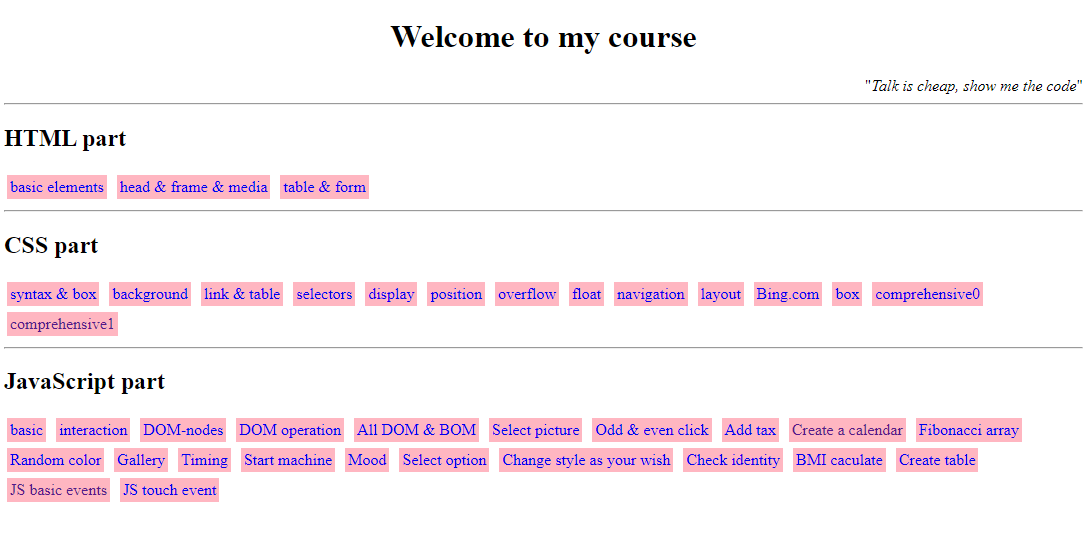 Welcome to my course
"Talk is cheap, show me the code"
HTML part
basic elements head & frame & media table & form
CSS part
syntax & box background link & table selectors display position overflow float navigation layout Bing.com box comprehensive0
comprehensive1
JavaScript part
basic interaction DOM-nodes DOM operation All DOM & BOM Select picture Odd & even click Add tax Create a calendar Fibonacci array
Random color Gallery Timing Start machine Mood Select option Change style as your wish Check identity BMI caculate Create table
JS basic events JS touch event